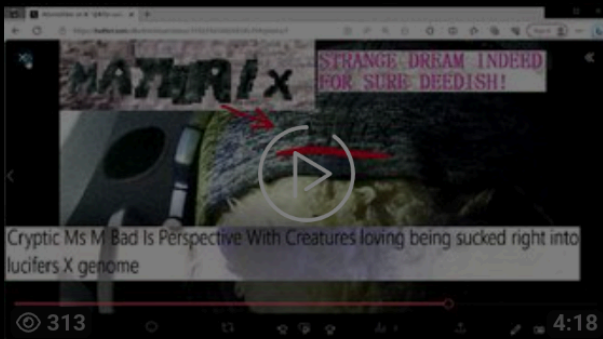 MATTRIX
STRANGE DREAM INDEED
FOR SURE DEEDISH!
Cryptic Ms M Bad Is Perspective With Creatures loving being sucked right into
lucifers X genome
313
4:18